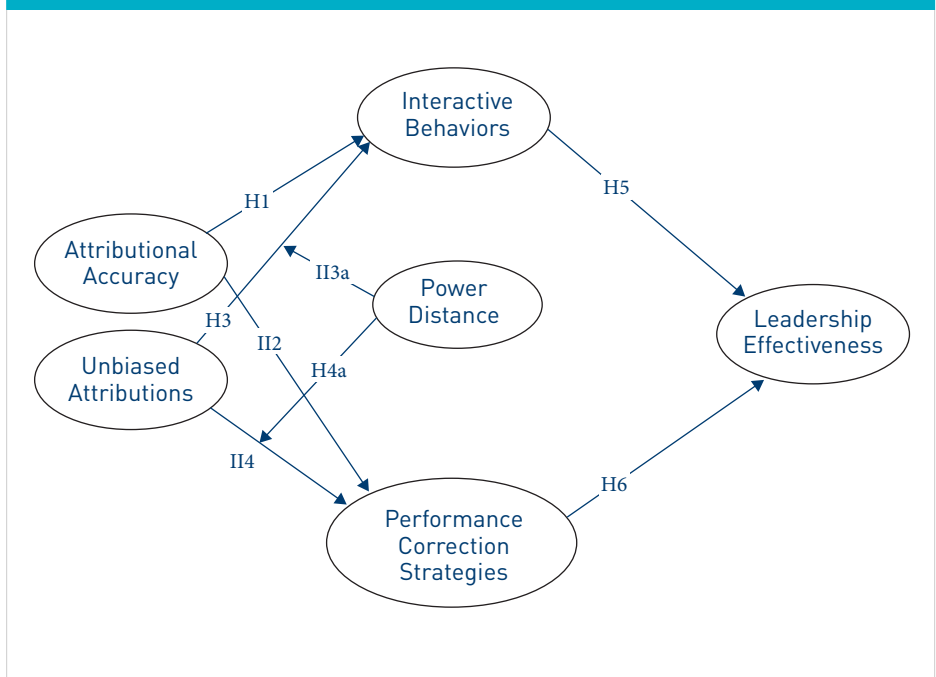 Interactive
Behaviors
H1
H5
Attributional
Accuracy
II3a
Power
Distance
H3
II2
Leadership
Effectiveness
Unbiased
Attributions
H4a
II4
H6
Performance
Correction
Strategies